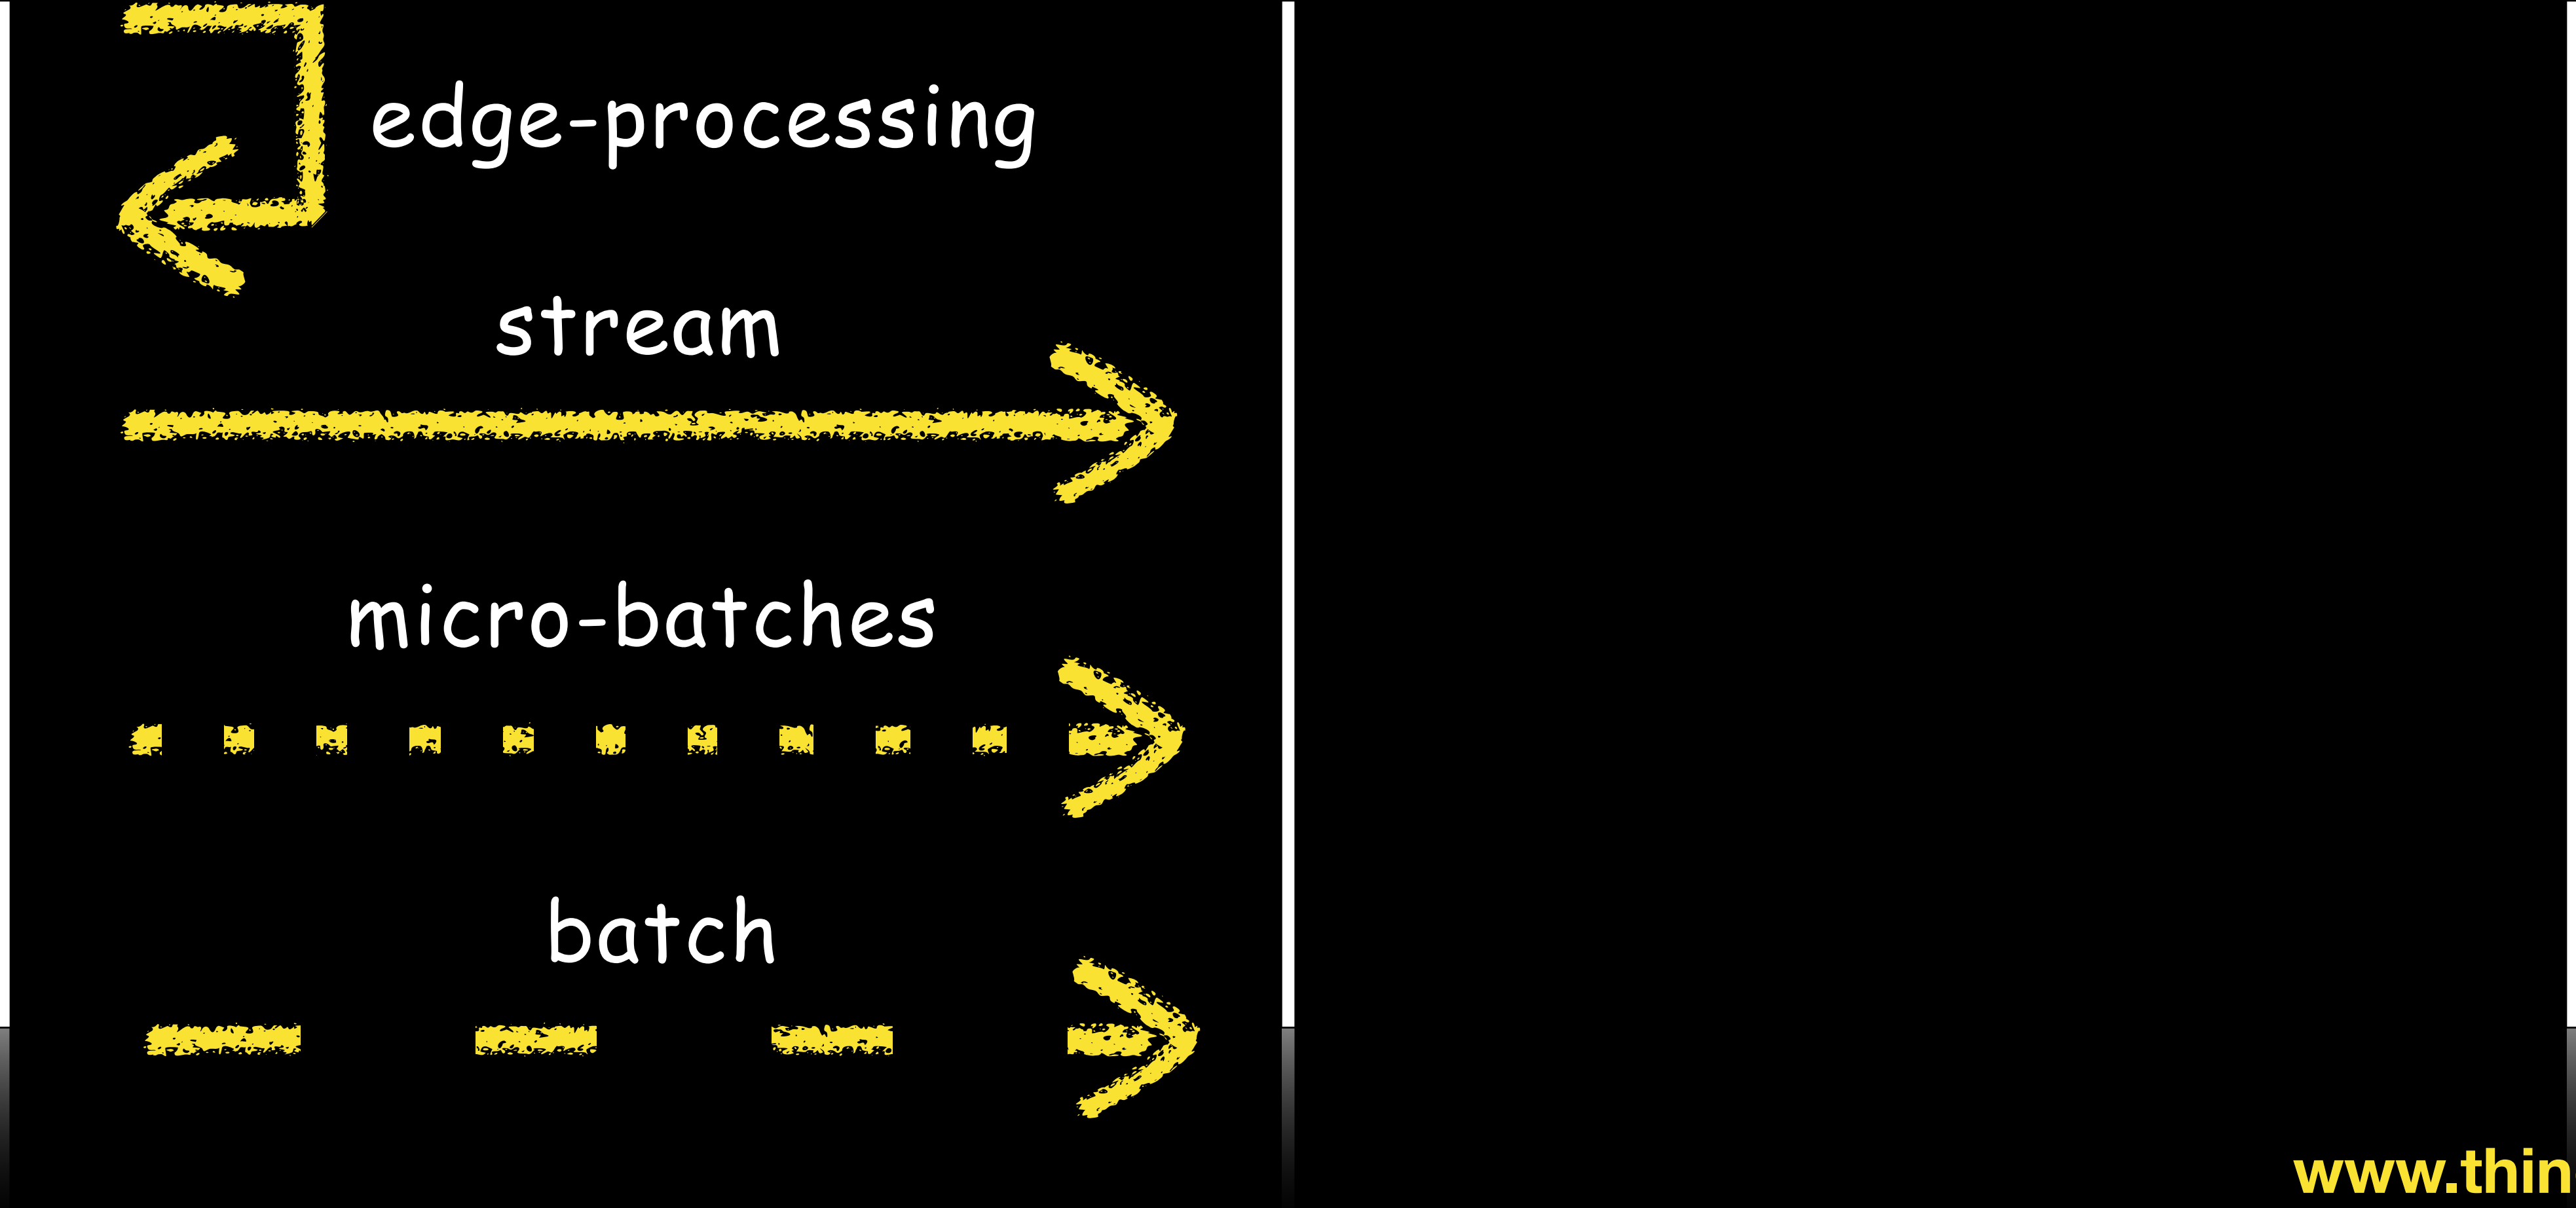 edge-processing
stream
micro-batches
batch
www.thin